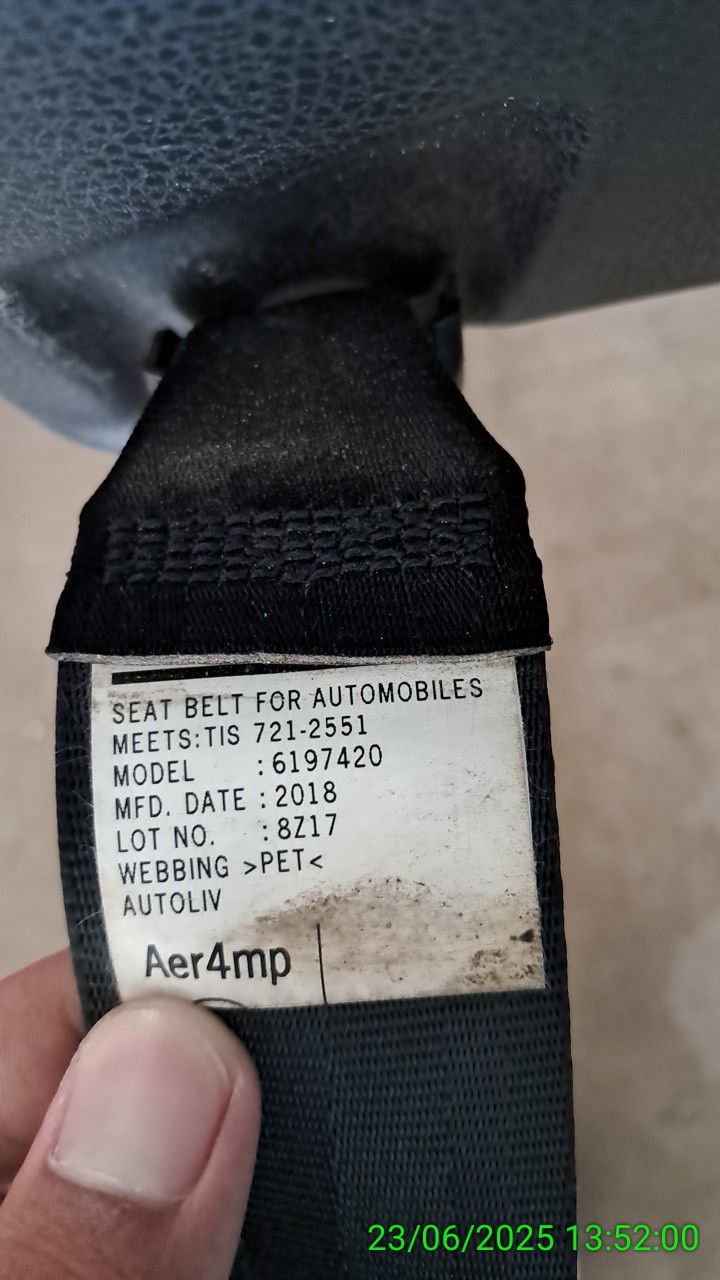 SEAT BELT FOR AUTOMOBILES
MEETS:TIS 721-2551
MODEL :6197420
MFD. DATE : 2018
LOT NO. : 8Z17
WEBBING >PET<
AUTOLIV
Aer4mp
23/06/2025 13:52:00